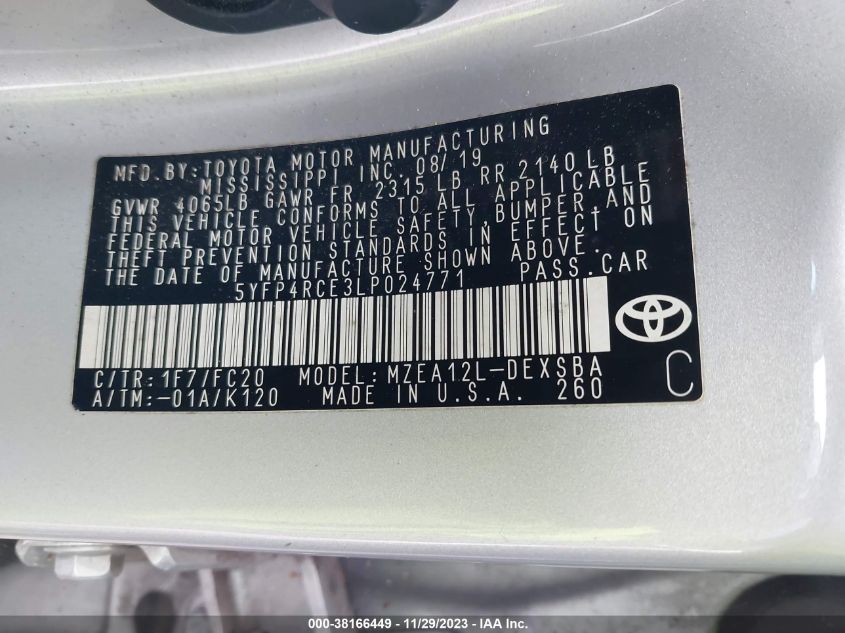 MFD. BY: TOYOTA MOTOR MANUFACTURING
MISSISSIPPI INC. 08/19
GVWR 4065LB GAWR FR 2315 LB RR 2140 LB
THIS VEHICLE CONFORMS TO ALL APPLICABLE
FEDERAL MOTOR VEHICLE SAFETY, BUMPER, AND
THEFT PREVENTION STANDARDS IN EFFECT ON
THE DATE OF MANUFACTURE SHOWN ABOVE.
5YFP4RCE3LP024771 PASS. CAR
C/TR: 1F7/FC20 MODEL: MZEA12L-DEXSBA
A/TM: -01A/K120 MADE IN U.S.A. 260
C
000-38166449 - 11/29/2023 - IAA Inc.